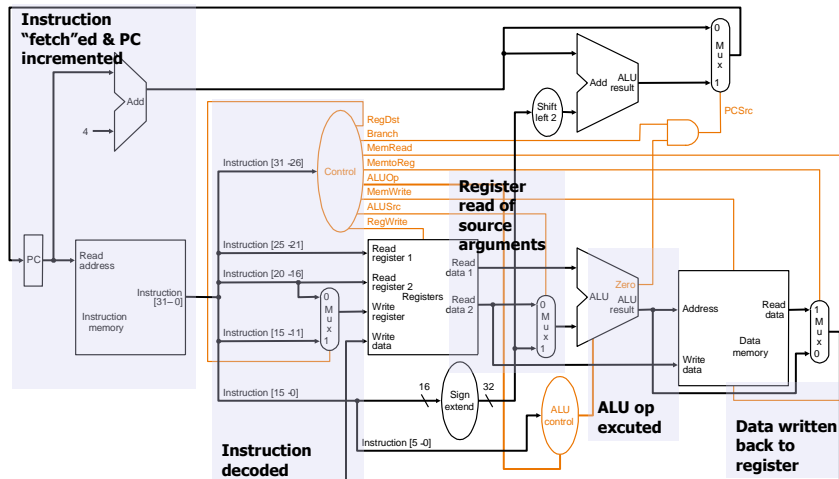 Instruction
“fetch”ed & PC
incremented
Add
4
PC
Read
address
Instruction
[31–0]
Instruction
memory
Instruction [31 -26]
Instruction [25 -21]
Instruction [20 -16]
Instruction [15 -11]
Instruction [15 -0]
Instruction [5 -0]
Control
RegDst
Branch
MemRead
MemtoReg
ALUOp
MemWrite
ALUSrc
RegWrite
Register
read of
source
arguments
0
M
u
x
1
Read
register 1
Read
register 2
Write
register
Write
data
Registers
Read
data 1
Read
data 2
16
Sign
extend
32
Shift
left 2
Add
ALU
result
0
M
u
x
1
PCSrc
0
M
u
x
1
ALU
Zero
ALU
result
ALU
control
Address
Write
data
Read
data
Data
memory
1
M
u
x
0
Instruction
decoded
ALU op
excuted
Data written
back to
register